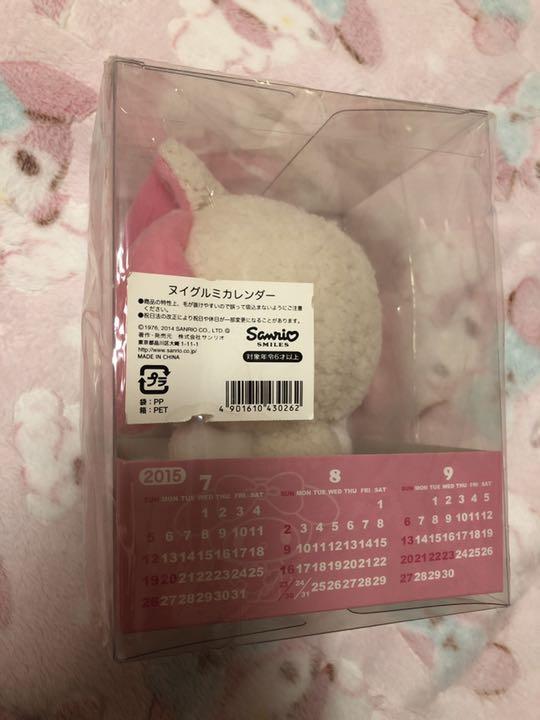 ヌイグルミカレンダー
●商品の特性上、毛が抜けやすいので誤って吸込まないようにご注意
ください。
●祝日法の改正により祝日や休日が一部変更になることがあります。
©1976, 2014 SANRIO CO., LTD. Ⓟ
著作・発売元 株式会社サンリオ
東京都品川区大崎 1-11-1
http://www.sanrio.co.jp/
MADE IN CHINA
Sanrio
SMILES
対象年令6才以上
プラ
袋：PP
箱：PET
4 901610 430262
2015 7
SUN MON TUE WED THU FRI SAT
1 2 3 4
5 6 7 8 9 10 11
12 13 14 15 16 17 18
19 20 21 22 23 24 25
26 27 28 29 30 31
8
SUN MON TUE WED THU FRI SAT
1
2 3 4 5 6 7 8
9 10 11 12 13 14 15
16 17 18 19 20 21 22
23/30 24/31 25 26 27 28 29
9
SUN MON TUE WED THU FRI SAT
1 2 3 4 5
6 7 8 9 10 11 12
13 14 15 16 17 18 19
20 21 22 23 24 25 26
27 28 29 30